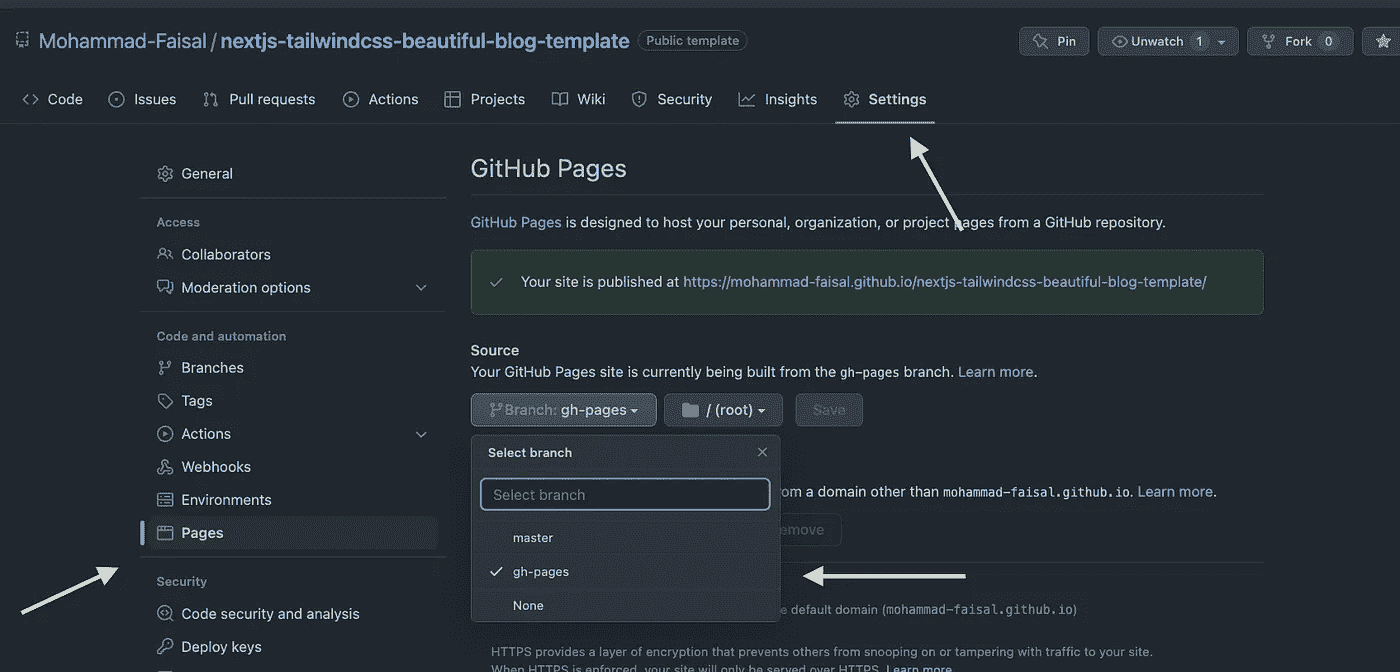 Mohammad-Faisal / nextjs-tailwindcss-beautiful-blog-template Public template
Pin
Unwatch 1
Fork 0
Code
Issues
Pull requests
Actions
Projects
Wiki
Security
Insights
Settings
General
Access
Collaborators
Moderation options
Code and automation
Branches
Tags
Actions
Webhooks
Environments
Pages
Security
Code security and analysis
Deploy keys
GitHub Pages
GitHub Pages is designed to host your personal, organization, or project pages from a GitHub repository.
Your site is published at https://mohammad-faisal.github.io/nextjs-tailwindcss-beautiful-blog-template/
Source
Your GitHub Pages site is currently being built from the gh-pages branch. Learn more.
Branch: gh-pages
/ (root)
Save
Select branch
Select branch
master
gh-pages
None
a domain other than mohammad-faisal.github.io. Learn more.
default domain (mohammad-faisal.github.io)
HTTPS provides a layer of encryption that prevents others from snooping on or tampering with traffic to your site.
When HTTPS is enforced, your site will only be served over HTTPS. Learn more.